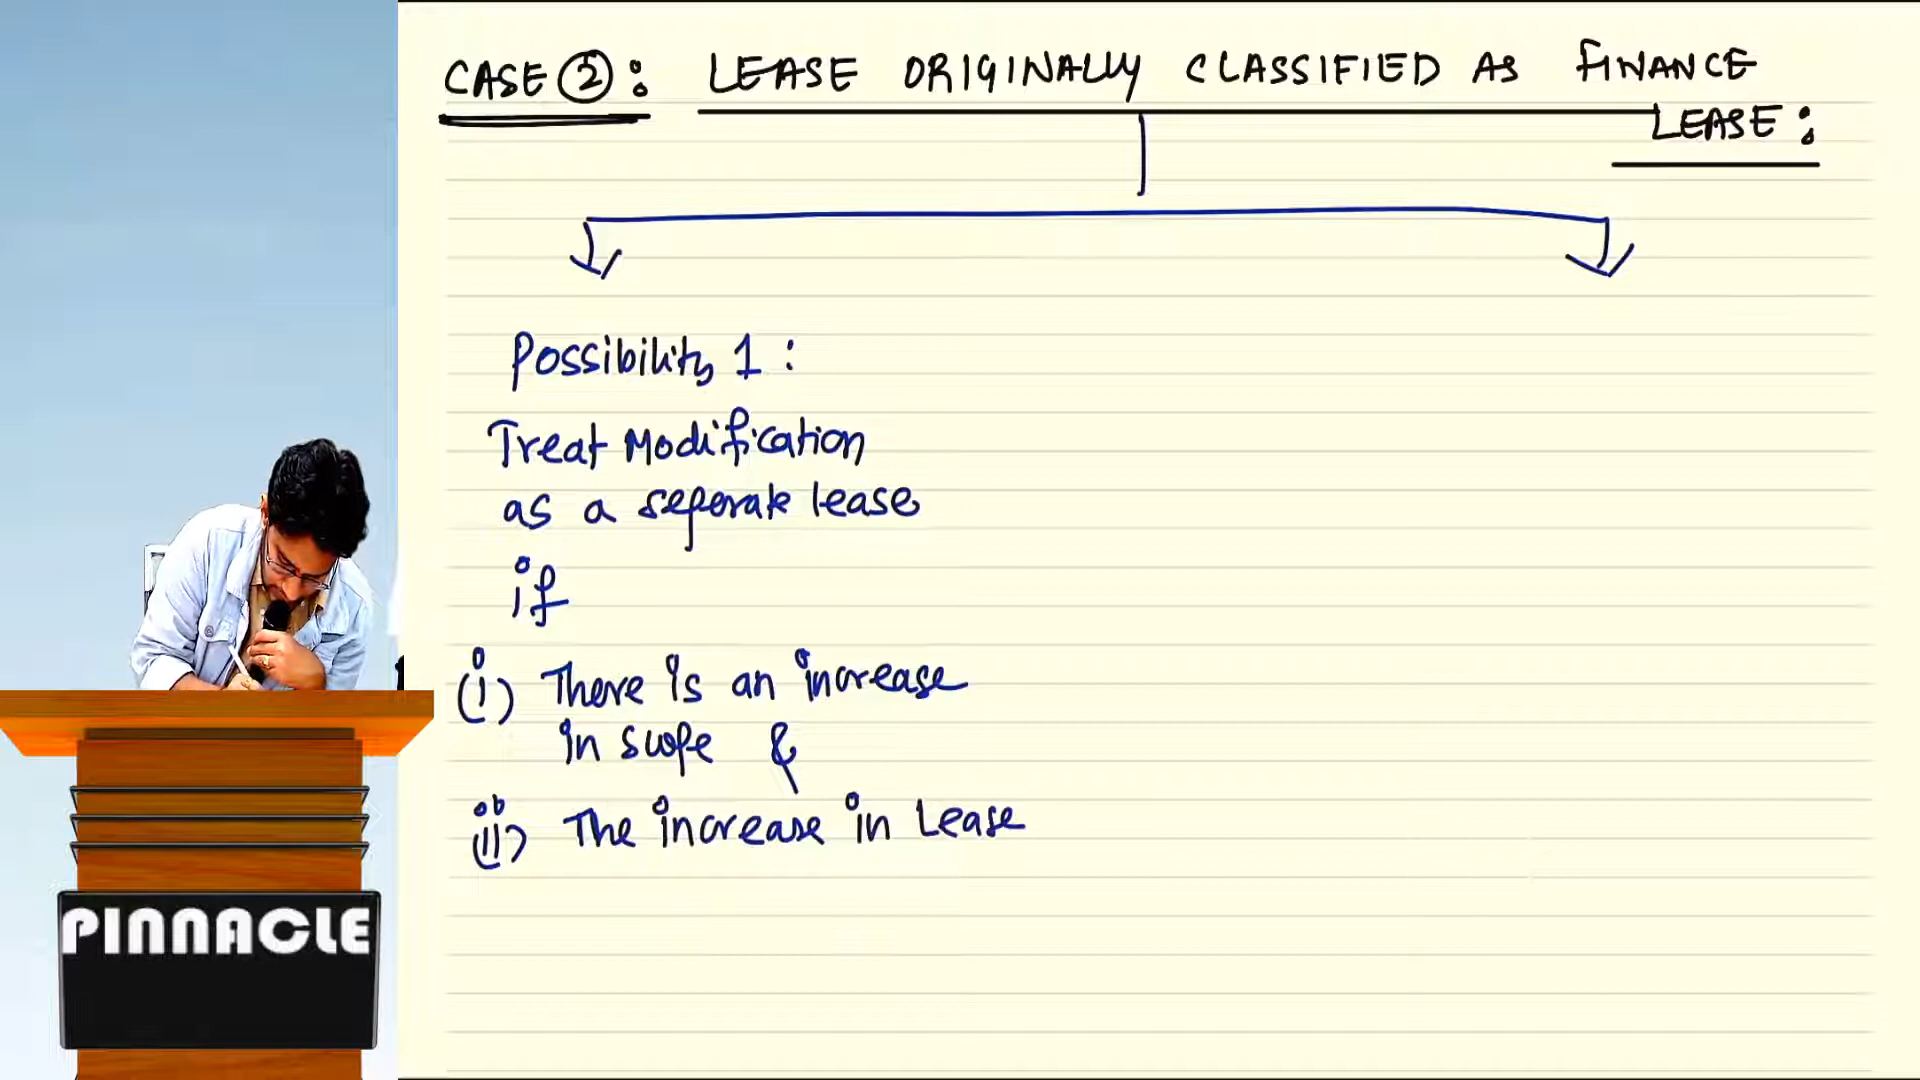 CASE ②: LEASE ORIGINALLY CLASSIFIED AS FINANCE
LEASE:
Possibility 1:
Treat Modification
as a seperate lease
if
(i) There is an increase
in scope &
(ii) The increase in Lease
PINNACLE